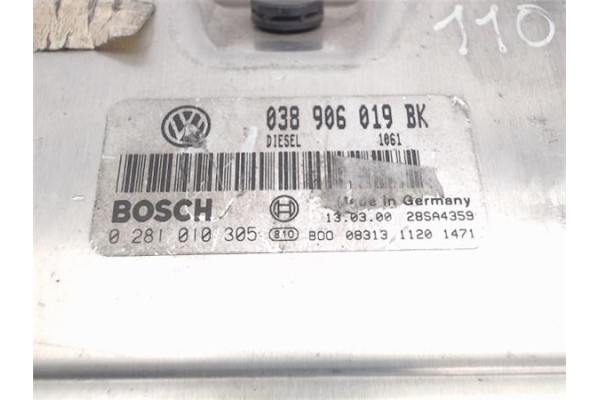 110
038 906 019 BK
DIESEL 1061
BOSCH Made in Germany
13.03.00 28SA4359
0 281 010 305 810 B00 08313 1120 1471